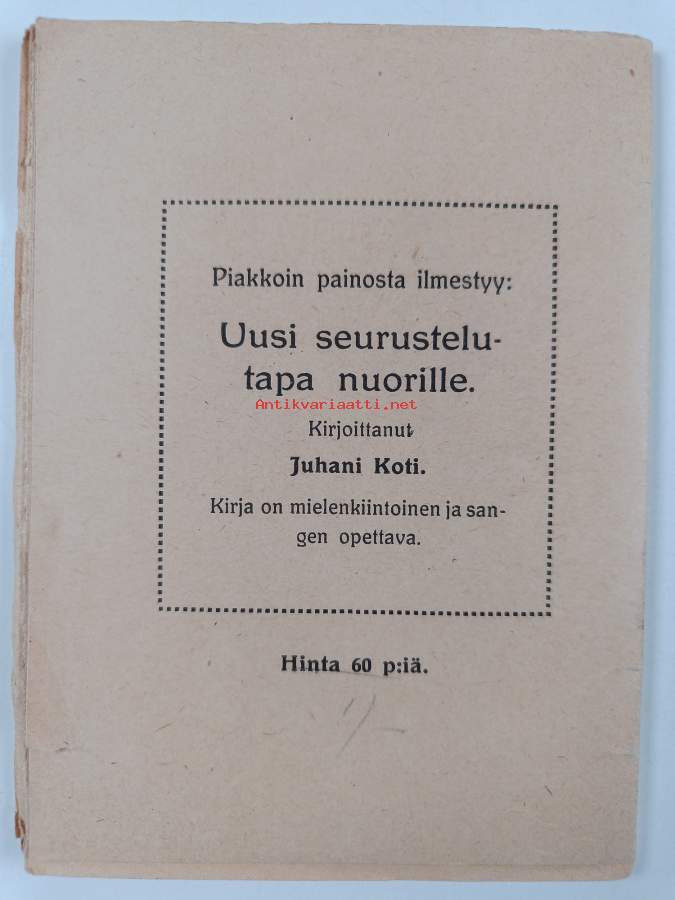 Piakkoin painosta ilmestyy:
Uusi seurustelu-
tapa nuorille.
Antikvariaatti.net
Kirjoittanut
Juhani Koti.
Kirja on mielenkiintoinen ja san-
gen opettava.
Hinta 60 p:iä.
1/-